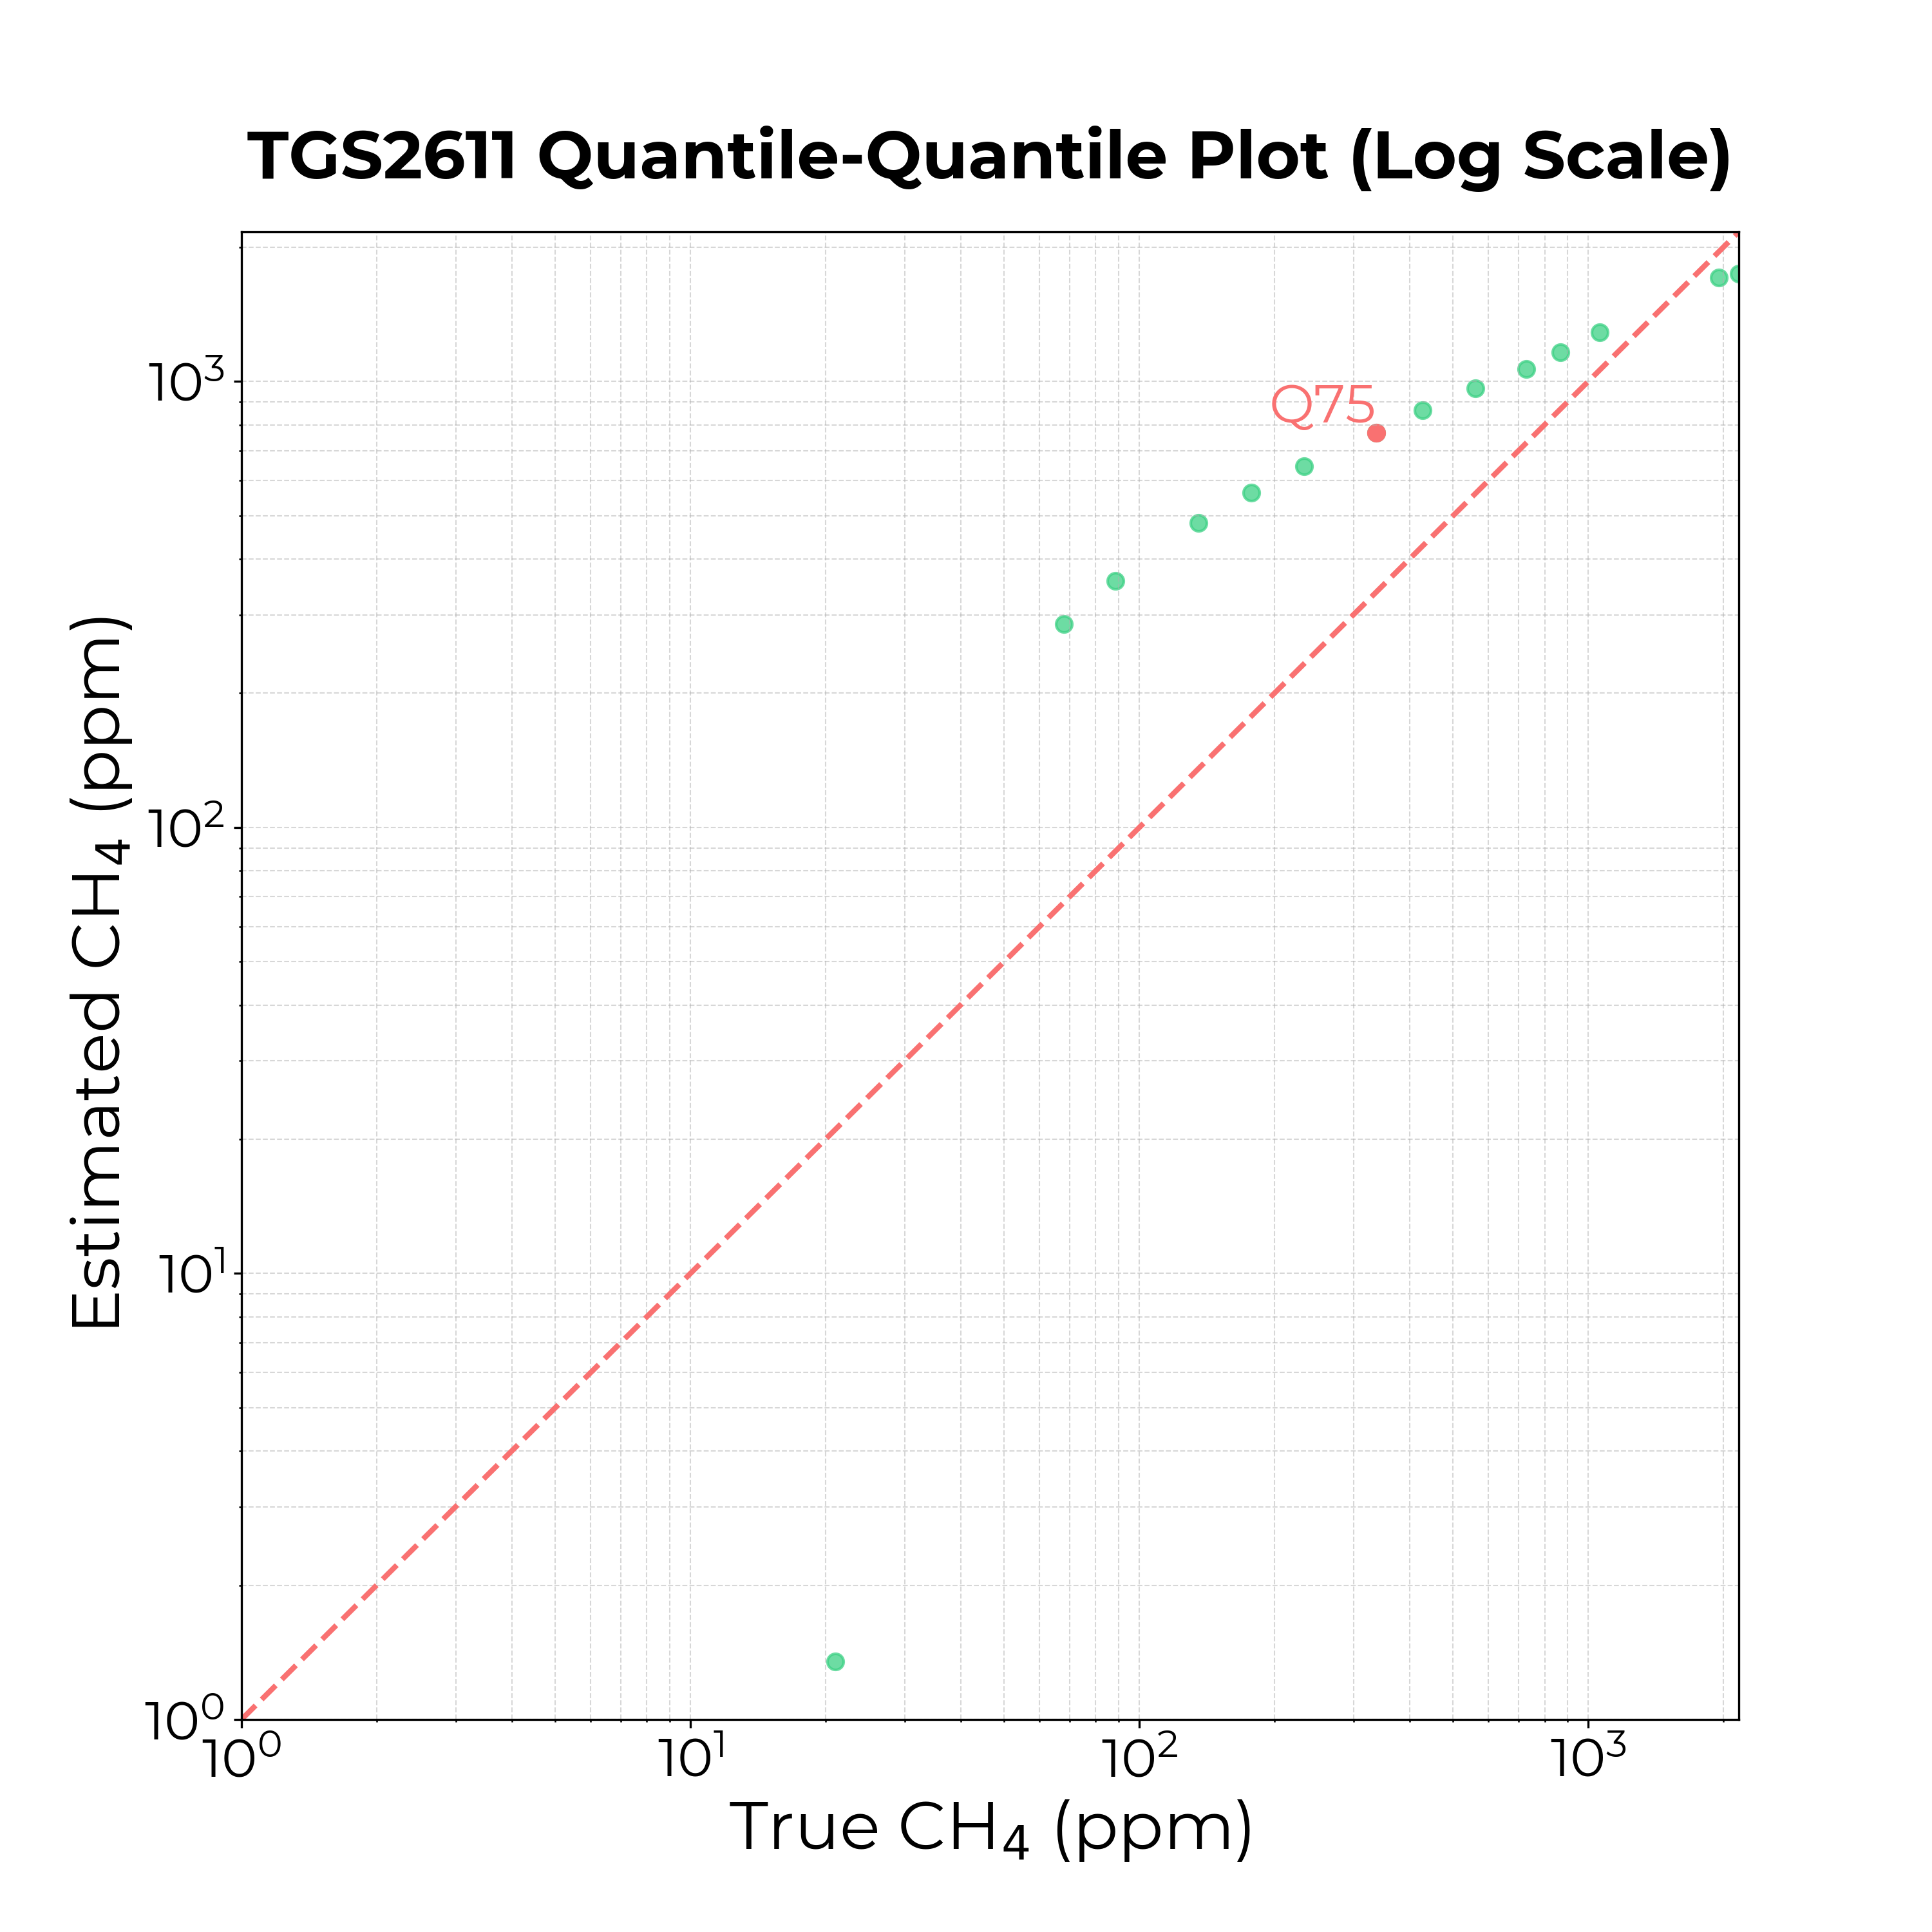 TGS2611 Quantile-Quantile Plot (Log Scale)
Estimated CH₄ (ppm)
10³
10²
10¹
10⁰
Q75
10⁰ 10¹ 10² 10³
True CH₄ (ppm)